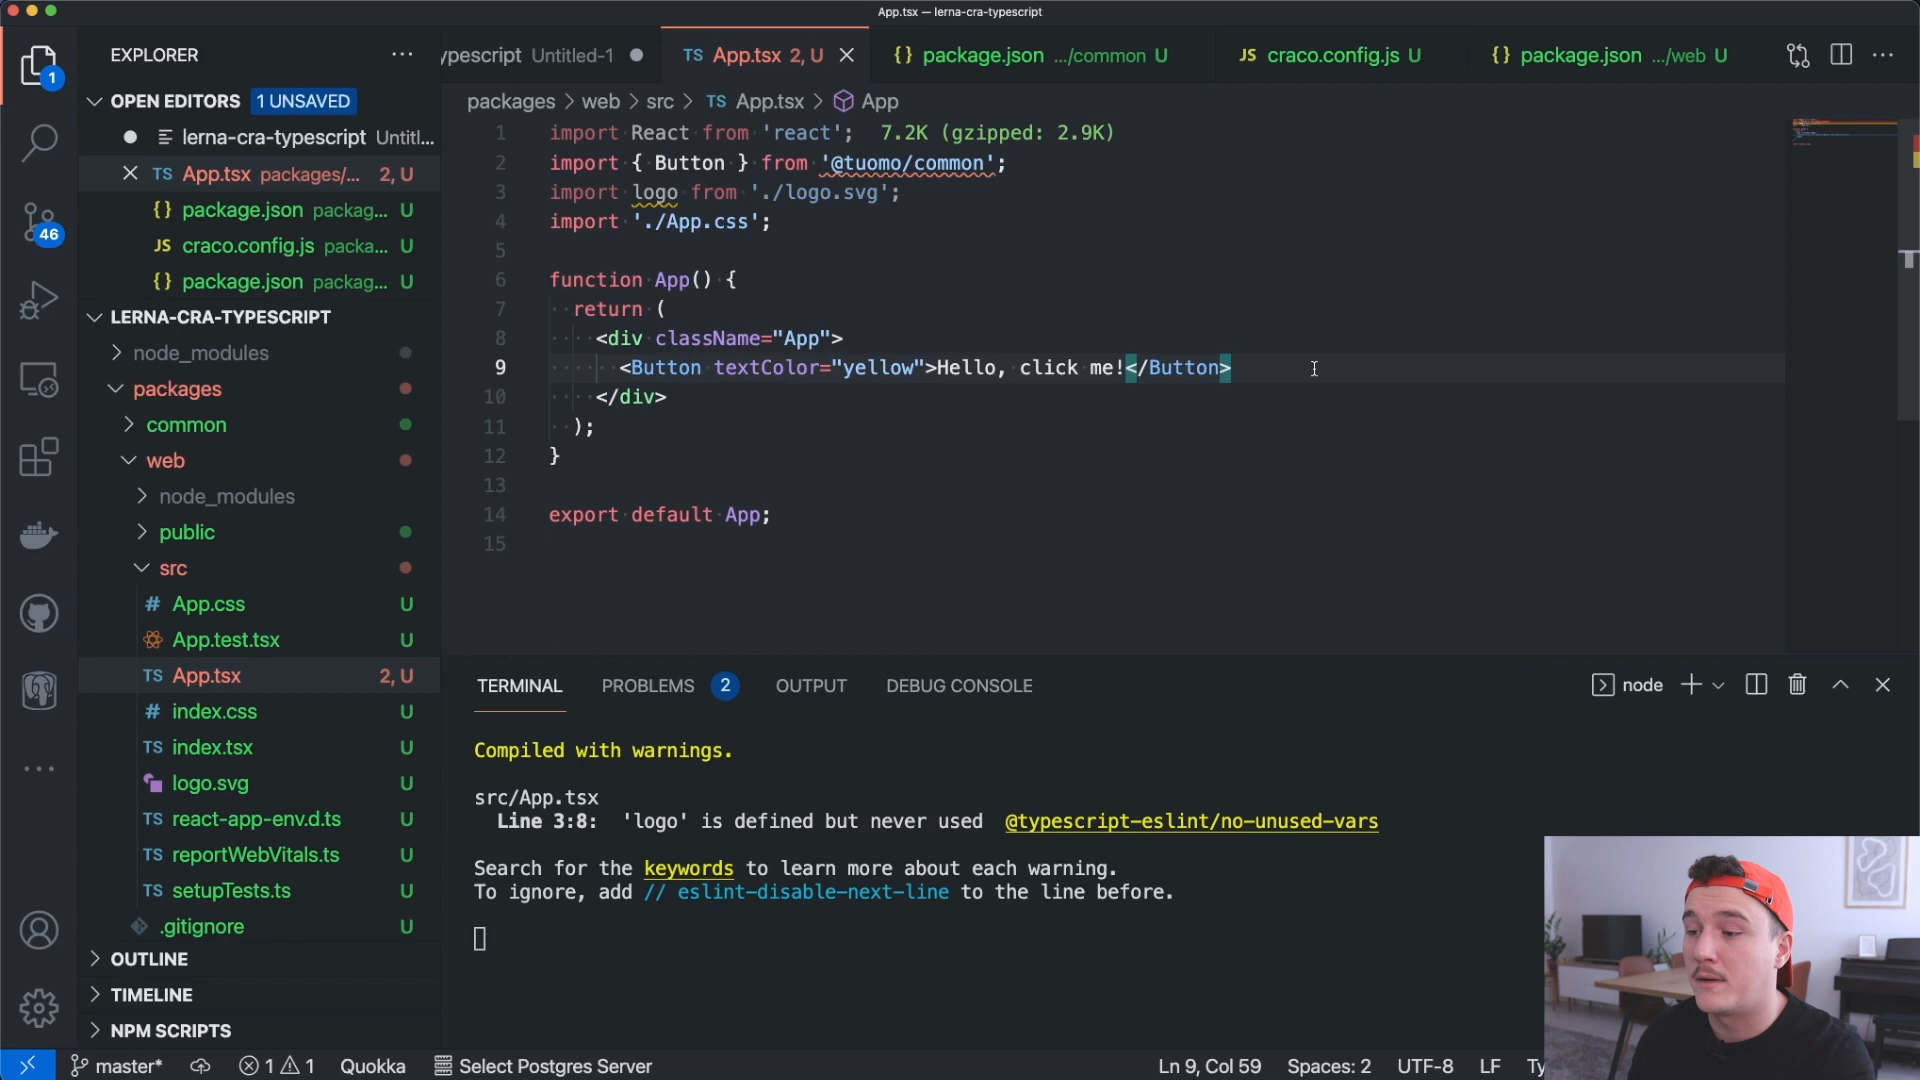 App.tsx — lerna-cra-typescript
EXPLORER
ypescript Untitled-1
TS App.tsx 2, U
{} package.json .../common U
JS craco.config.js U
{} package.json .../web U
1
OPEN EDITORS 1 UNSAVED
lerna-cra-typescript Untitl...
TS App.tsx packages/... 2, U
{} package.json packag... U
JS craco.config.js packa... U
{} package.json packag... U
46
LERNA-CRA-TYPESCRIPT
node_modules
packages
common
web
node_modules
public
src
# App.css U
App.test.tsx U
TS App.tsx 2, U
# index.css U
TS index.tsx U
logo.svg U
TS react-app-env.d.ts U
TS reportWebVitals.ts U
TS setupTests.ts U
.gitignore U
OUTLINE
TIMELINE
NPM SCRIPTS
packages > web > src > TS App.tsx > App
1 import React from 'react'; 7.2K (gzipped: 2.9K)
2 import { Button } from '@tuomo/common';
3 import logo from './logo.svg';
4 import './App.css';
5
6 function App() {
7 return (
8 <div className="App">
9 <Button textColor="yellow">Hello, click me!</Button>
10 </div>
11 );
12 }
13
14 export default App;
15
TERMINAL PROBLEMS 2 OUTPUT DEBUG CONSOLE
node
Compiled with warnings.
src/App.tsx
Line 3:8: 'logo' is defined but never used @typescript-eslint/no-unused-vars
Search for the keywords to learn more about each warning.
To ignore, add // eslint-disable-next-line to the line before.
master* 1 1 Quokka Select Postgres Server
Ln 9, Col 59 Spaces: 2 UTF-8 LF Ty